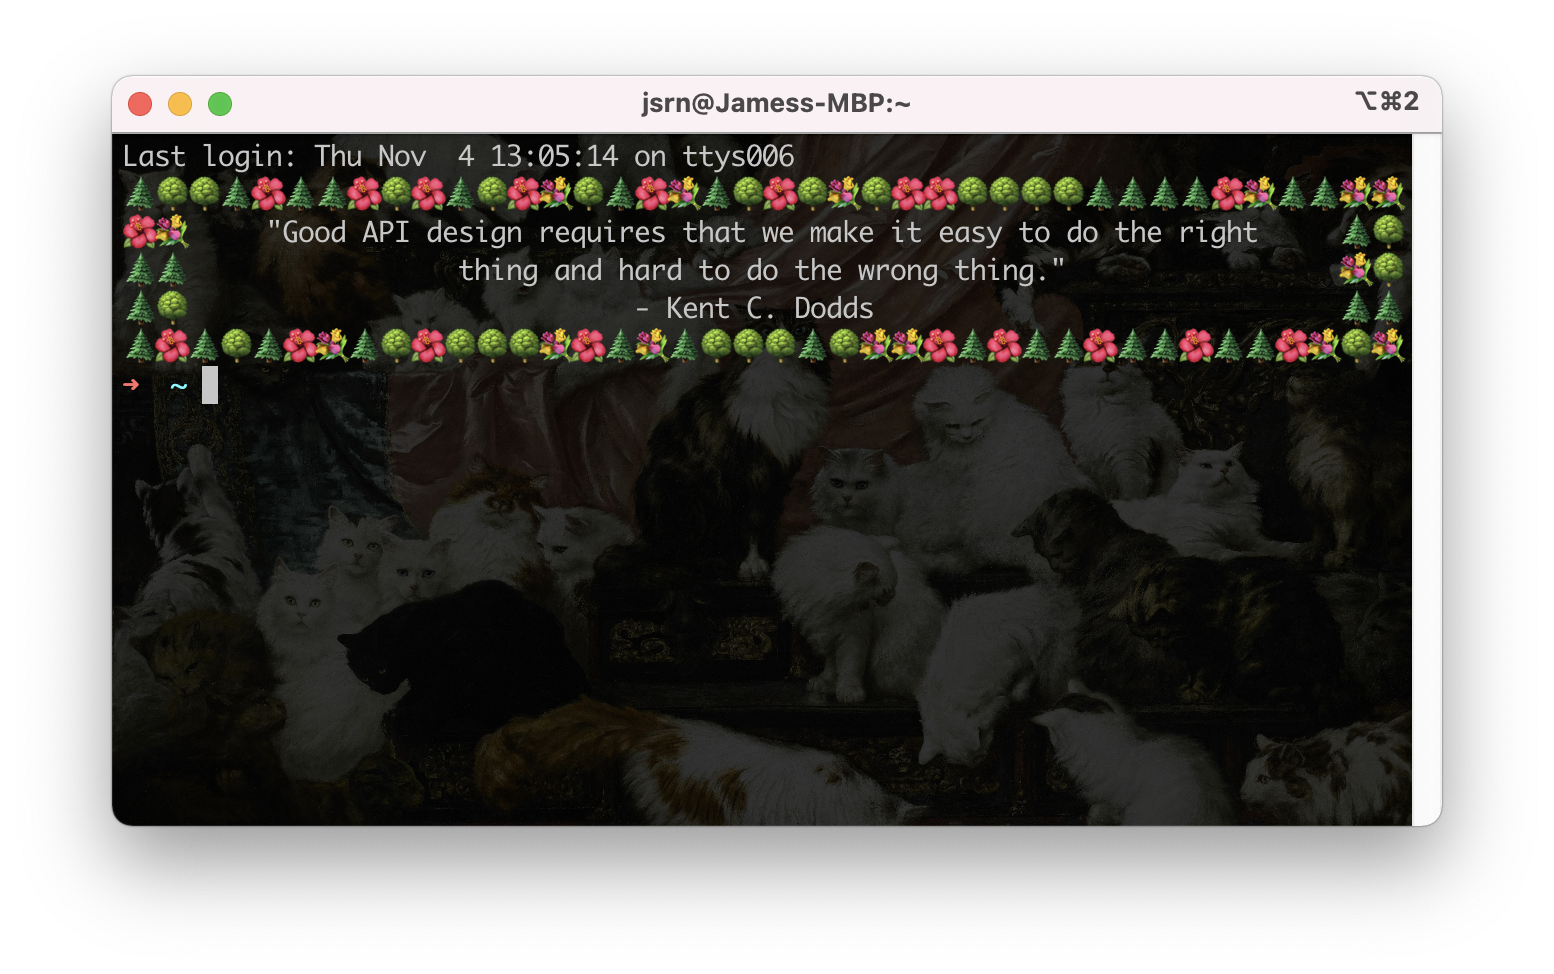 jsrn@Jamess-MBP:~
⌥⌘2
Last login: Thu Nov  4 13:05:14 on ttys006
"Good API design requires that we make it easy to do the right
thing and hard to do the wrong thing."
- Kent C. Dodds
➜  ~